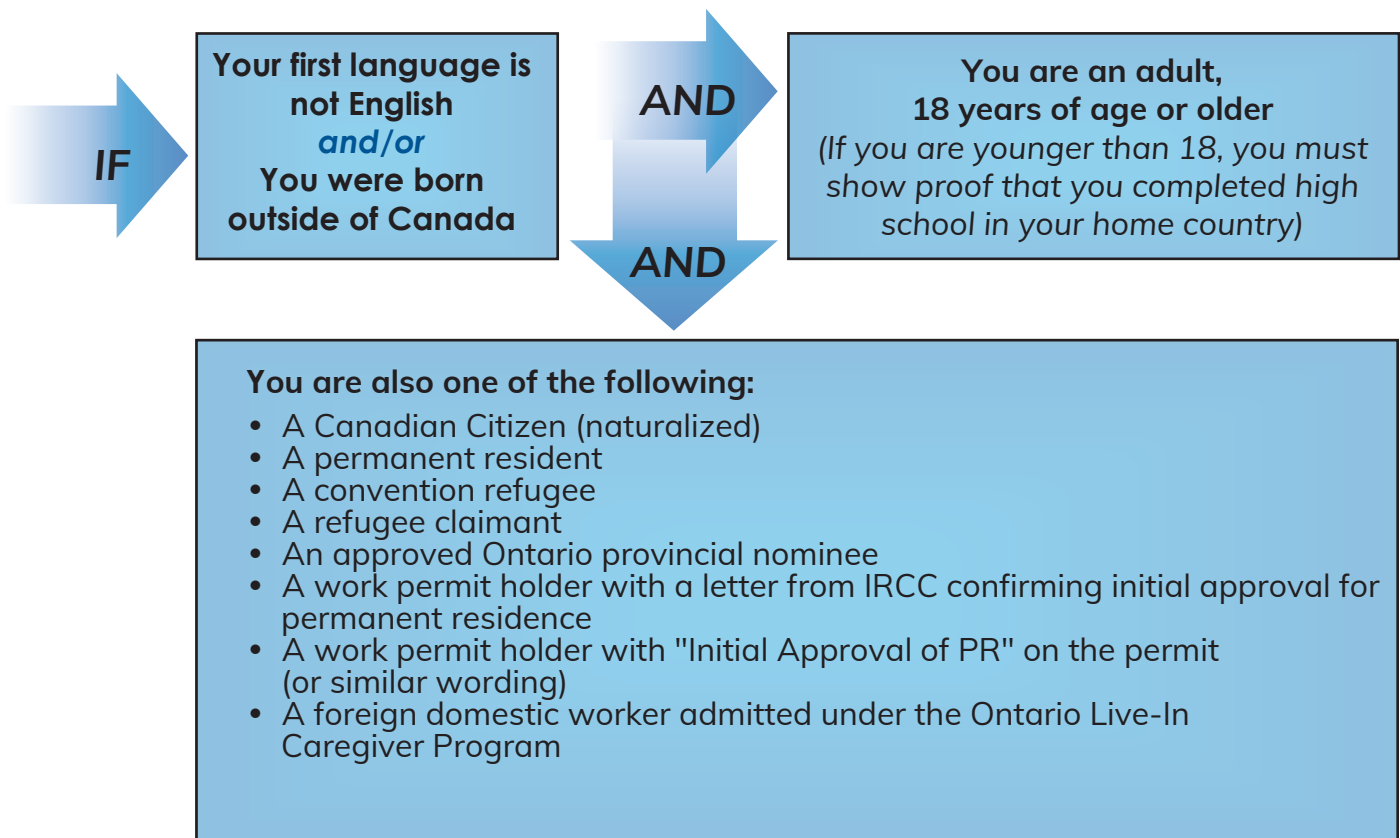 IF
Your first language is
not English
and/or
You were born
outside of Canada
AND
You are an adult,
18 years of age or older
(If you are younger than 18, you must
show proof that you completed high
school in your home country)
AND
You are also one of the following:
• A Canadian Citizen (naturalized)
• A permanent resident
• A convention refugee
• A refugee claimant
• An approved Ontario provincial nominee
• A work permit holder with a letter from IRCC confirming initial approval for
permanent residence
• A work permit holder with "Initial Approval of PR" on the permit
(or similar wording)
• A foreign domestic worker admitted under the Ontario Live-In
Caregiver Program